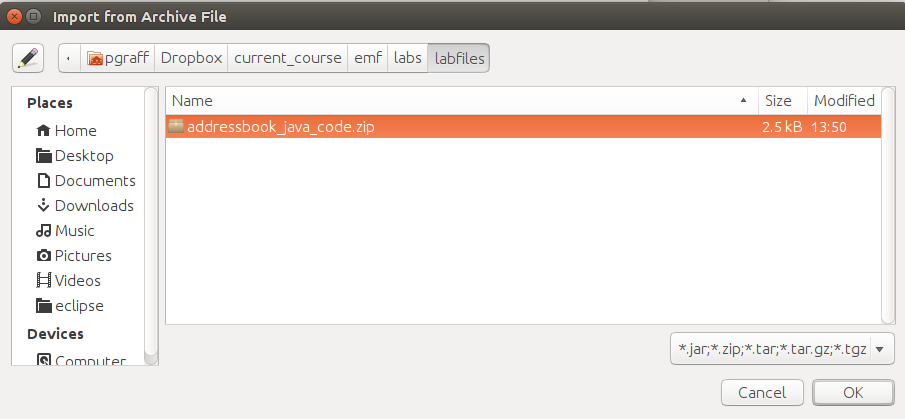 Import from Archive File
pgraff Dropbox current_course emf labs labfiles
Places
Home
Desktop
Documents
Downloads
Music
Pictures
Videos
eclipse
Devices
Computer
Name Size Modified
addressbook_java_code.zip 2.5 kB 13:50
*.jar;*.zip;*.tar;*.tar.gz;*.tgz
Cancel OK